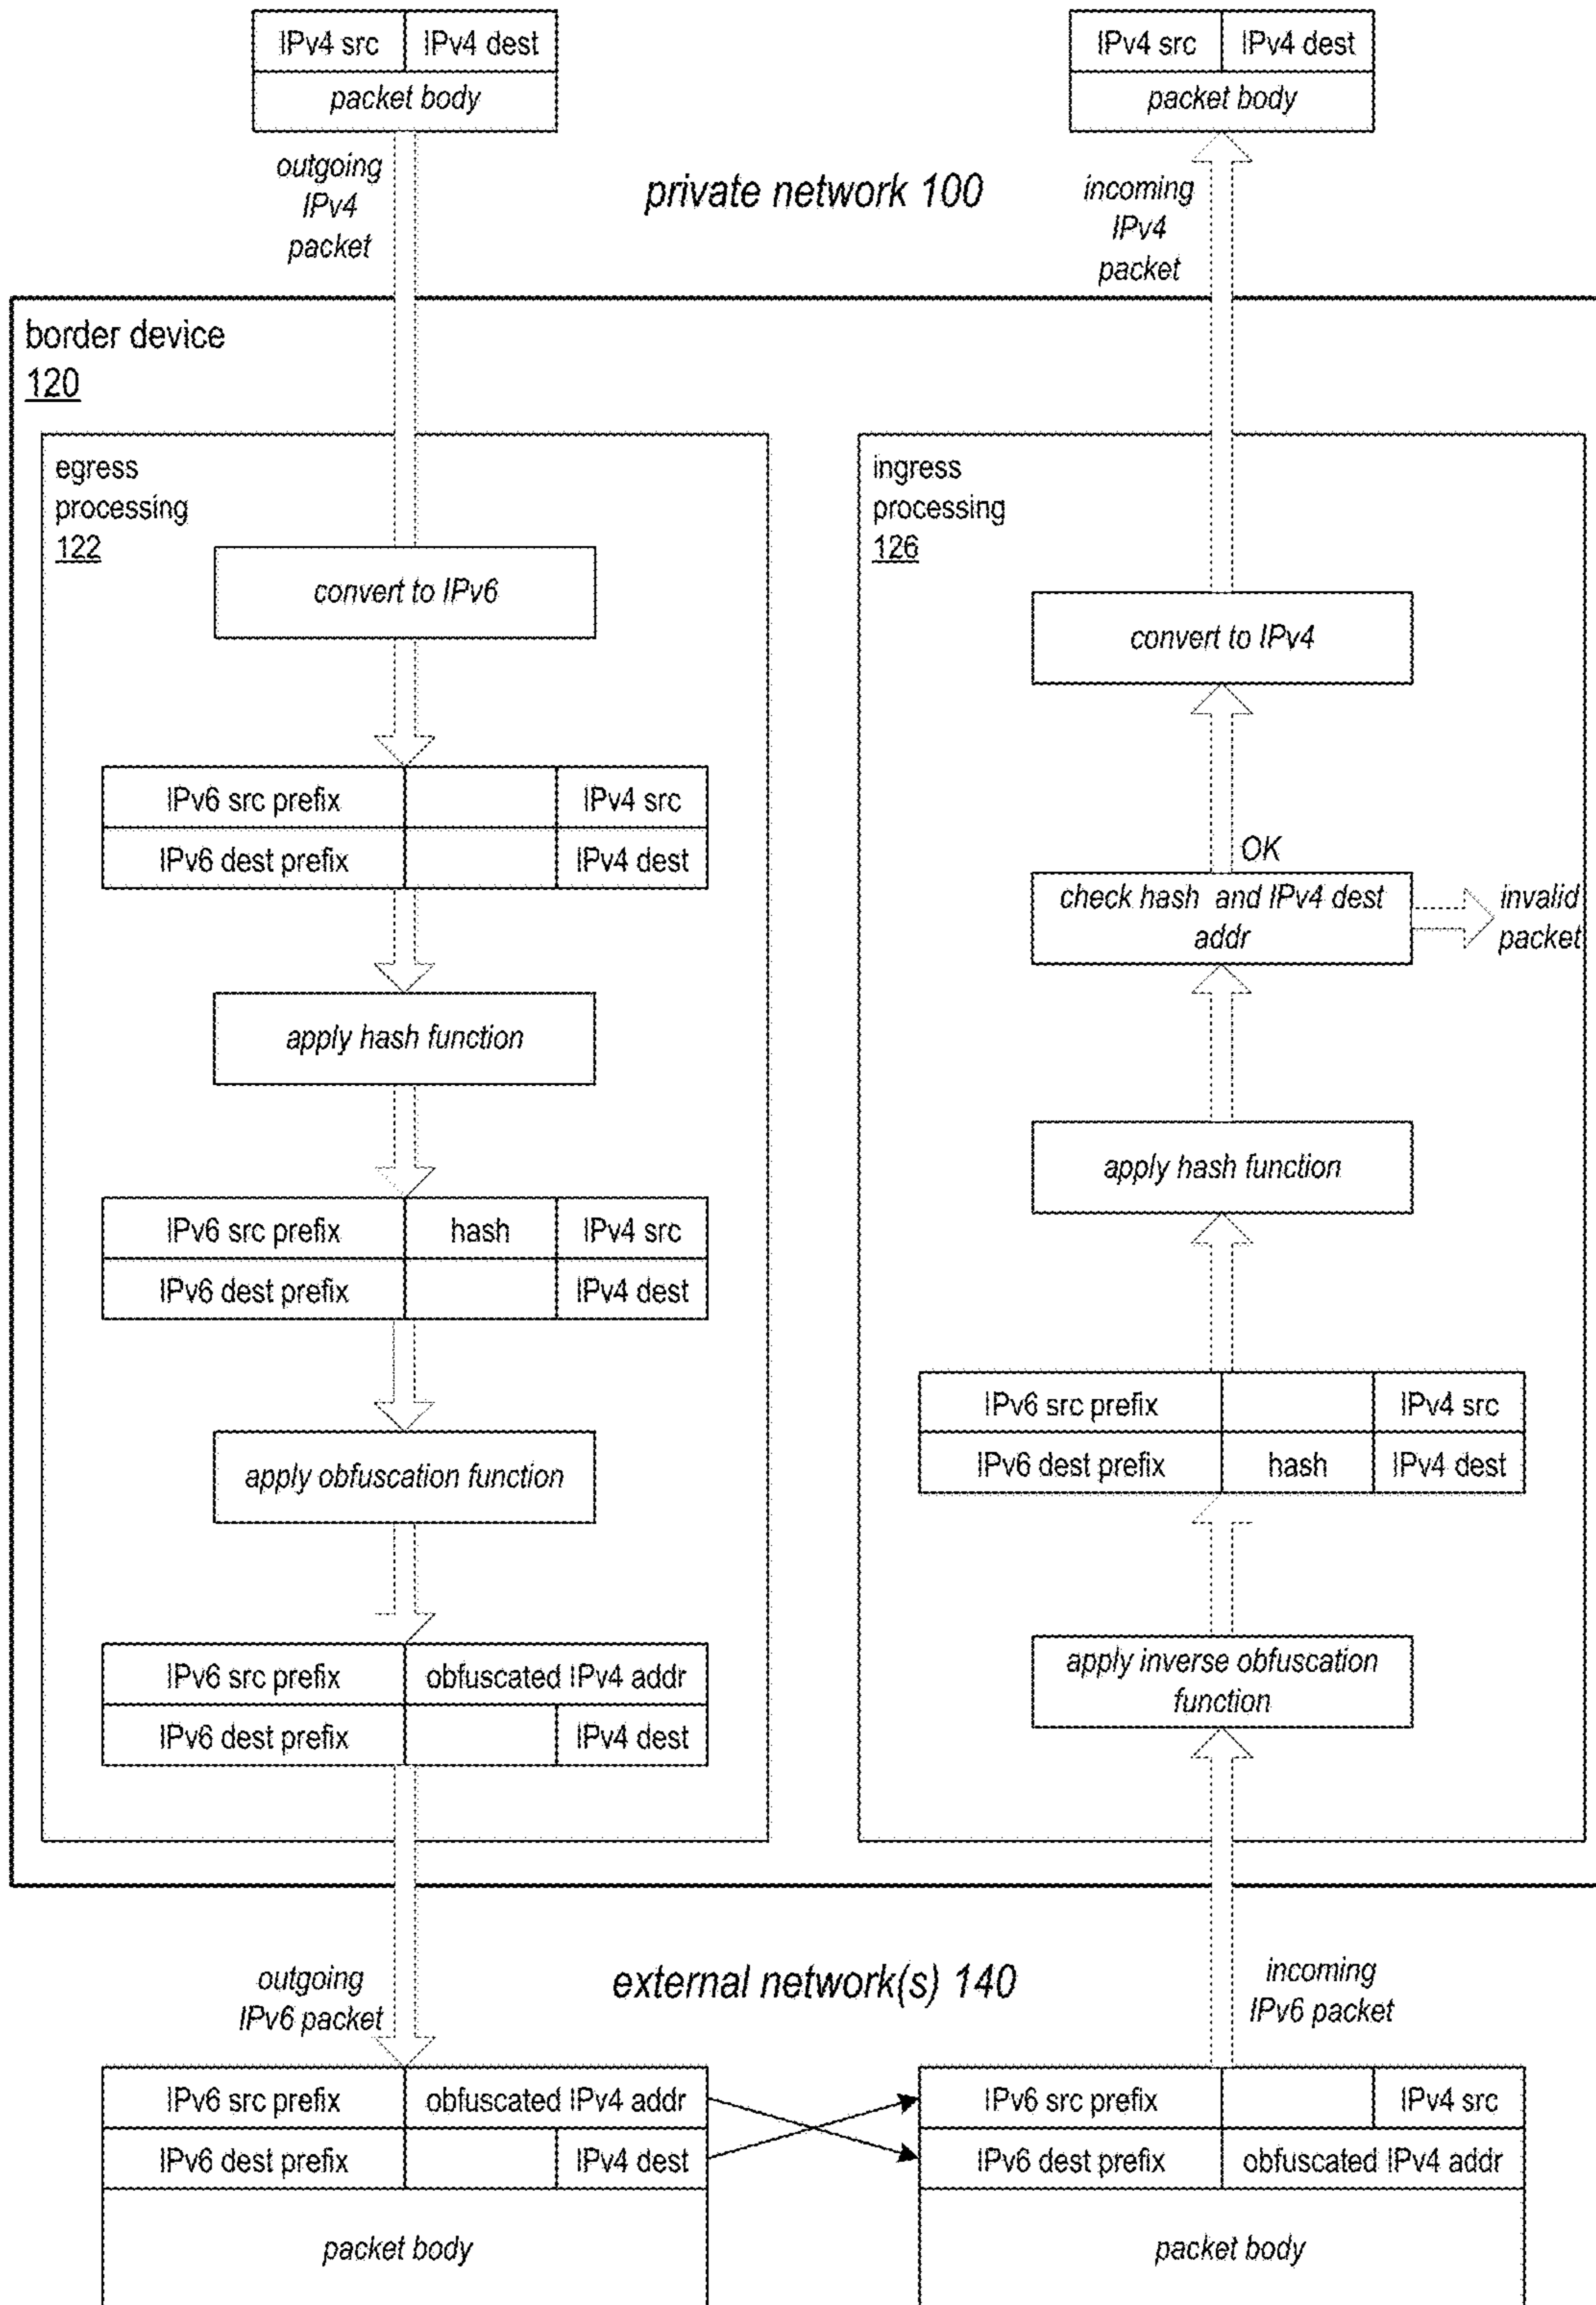 IPv4 src IPv4 dest
packet body
outgoing
IPv4
packet
private network 100
IPv4 src IPv4 dest
packet body
incoming
IPv4
packet
border device
120
egress
processing
122
convert to IPv6
IPv6 src prefix IPv4 src
IPv6 dest prefix IPv4 dest
apply hash function
IPv6 src prefix hash IPv4 src
IPv6 dest prefix IPv4 dest
apply obfuscation function
IPv6 src prefix obfuscated IPv4 addr
IPv6 dest prefix IPv4 dest
ingress
processing
126
convert to IPv4
OK
check hash and IPv4 dest
addr
invalid
packet
apply hash function
IPv6 src prefix IPv4 src
IPv6 dest prefix hash IPv4 dest
apply inverse obfuscation
function
outgoing
IPv6 packet
external network(s) 140
incoming
IPv6 packet
IPv6 src prefix obfuscated IPv4 addr
IPv6 dest prefix IPv4 dest
packet body
IPv6 src prefix IPv4 src
IPv6 dest prefix obfuscated IPv4 addr
packet body